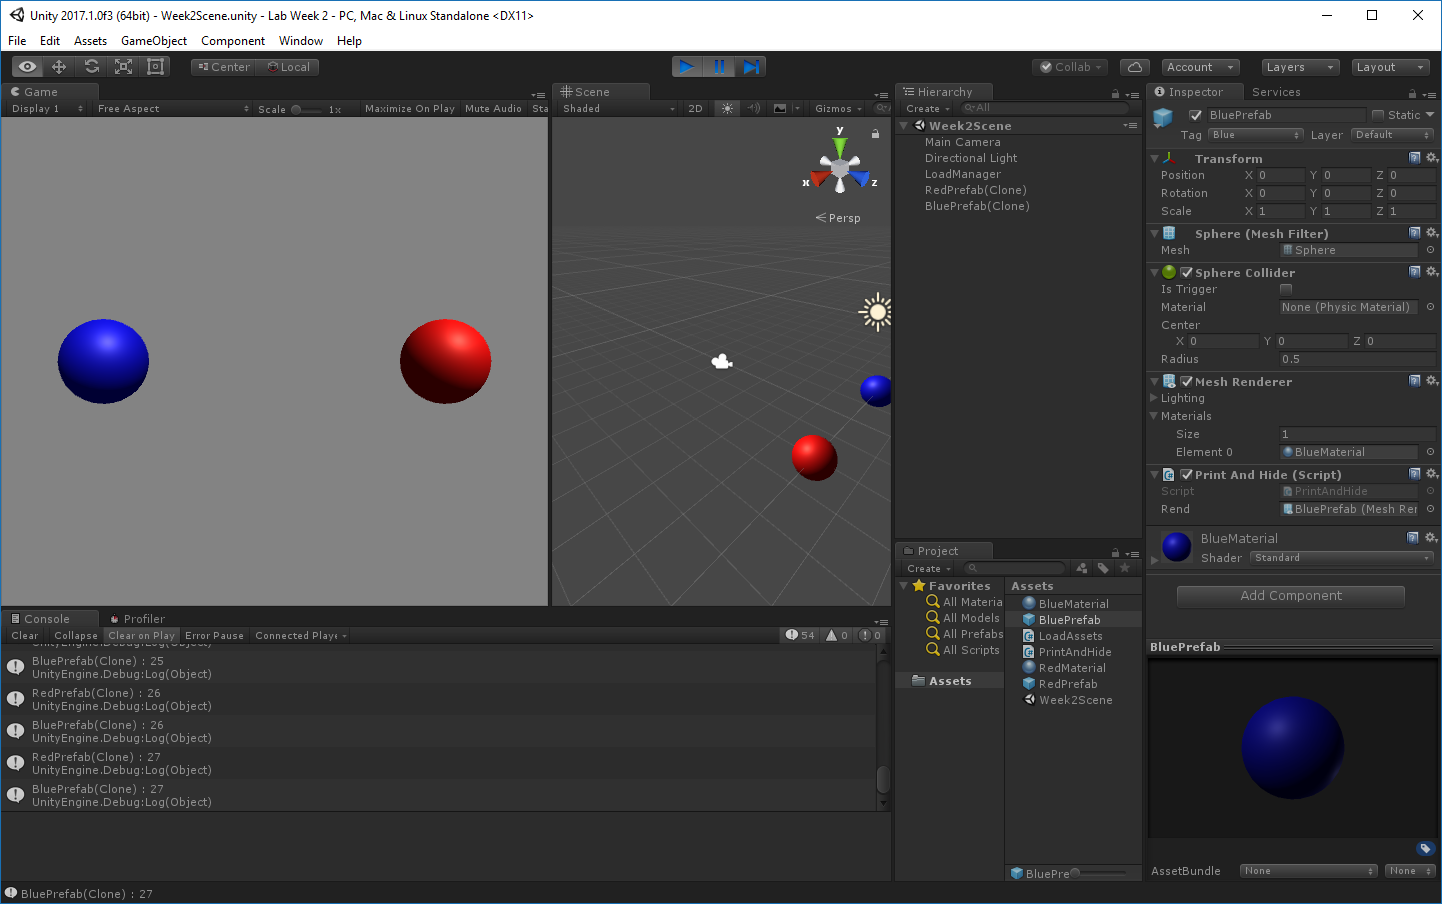 Unity 2017.1.0f3 (64bit) - Week2Scene.unity - Lab Week 2 - PC, Mac & Linux Standalone <DX11>
File Edit Assets GameObject Component Window Help
Center Local Collab Account Layers Layout
Game
Display 1 Free Aspect Scale 1x Maximize On Play Mute Audio Sta
Scene
Shaded 2D Gizmos All
y
x z
Persp
Hierarchy
Create All
Week2Scene
Main Camera
Directional Light
LoadManager
RedPrefab(Clone)
BluePrefab(Clone)
Inspector Services
BluePrefab Static
Tag Blue Layer Default
Transform
Position X 0 Y 0 Z 0
Rotation X 0 Y 0 Z 0
Scale X 1 Y 1 Z 1
Sphere (Mesh Filter)
Mesh Sphere
Sphere Collider
Is Trigger
Material None (Physic Material)
Center
X 0 Y 0 Z 0
Radius 0.5
Mesh Renderer
Lighting
Materials
Size 1
Element 0 BlueMaterial
Print And Hide (Script)
Script PrintAndHide
Rend BluePrefab (Mesh Rer
BlueMaterial
Shader Standard
Add Component
BluePrefab
AssetBundle None None
Project
Create
Favorites
All Materia
All Models
All Prefabs
All Scripts
Assets
Assets
BlueMaterial
BluePrefab
LoadAssets
PrintAndHide
RedMaterial
RedPrefab
Week2Scene
BluePre
Console Profiler
Clear Collapse Clear on Play Error Pause Connected Playe 54 0 0
UnityEngine.Debug:Log(Object)
BluePrefab(Clone) : 25
UnityEngine.Debug:Log(Object)
RedPrefab(Clone) : 26
UnityEngine.Debug:Log(Object)
BluePrefab(Clone) : 26
UnityEngine.Debug:Log(Object)
RedPrefab(Clone) : 27
UnityEngine.Debug:Log(Object)
BluePrefab(Clone) : 27
UnityEngine.Debug:Log(Object)
BluePrefab(Clone) : 27